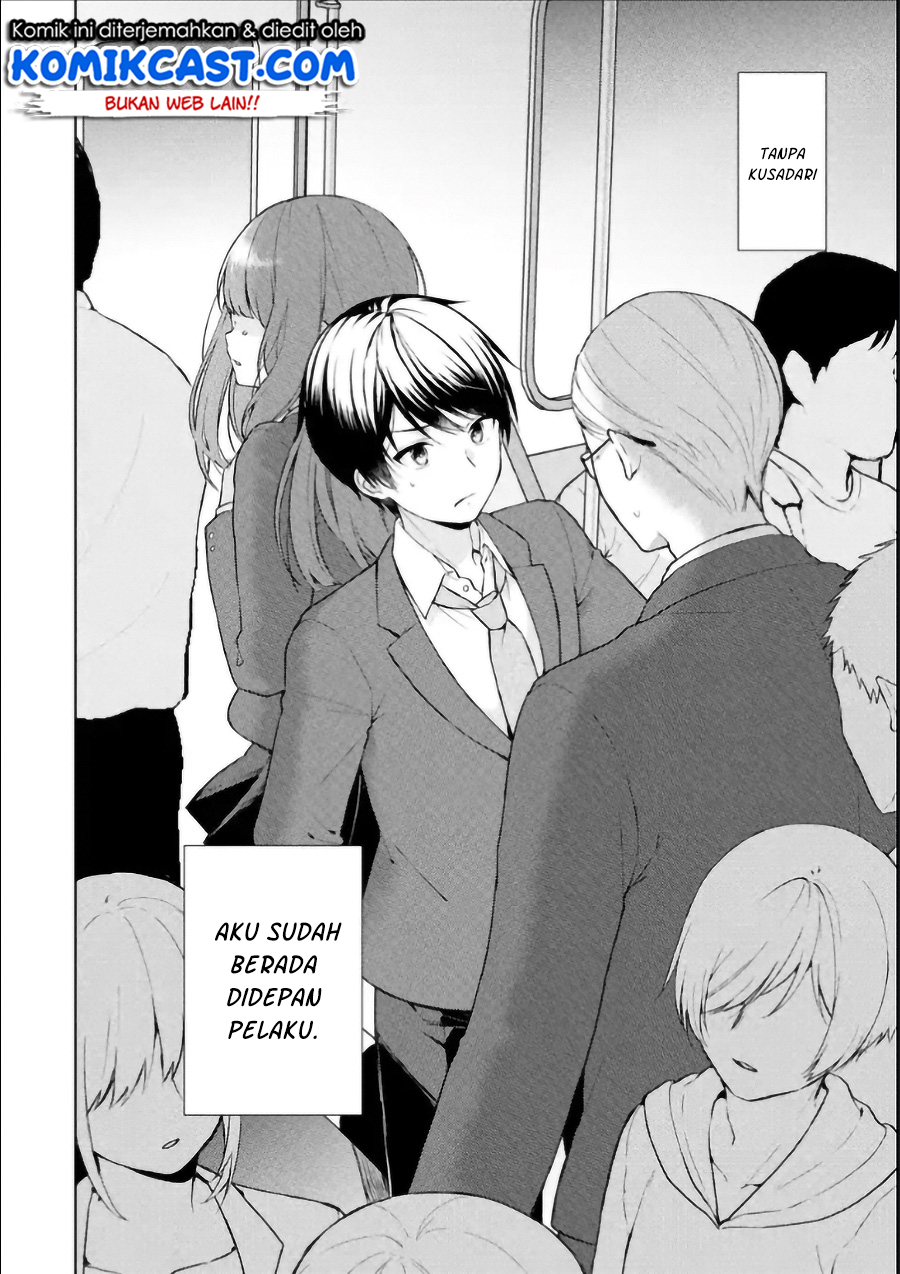 Komik ini diterjemahkan & diedit oleh
KOMIKCAST.COM
BUKAN WEB LAIN!!
TANPA
KUSADARI
AKU SUDAH
BERADA
DIDEPAN
PELAKU.